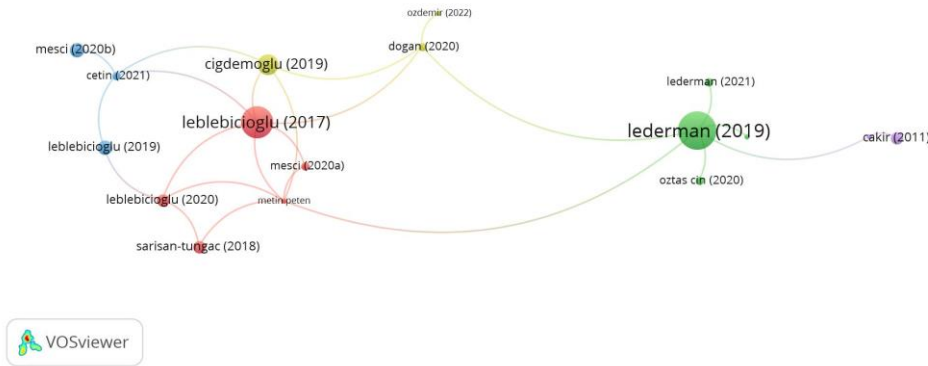 ozdemir (2022)
mesci (2020b)
dogan (2020)
cigdemoglu (2019)
cetin (2021)
lederman (2021)
leblebicioglu (2017)
lederman (2019)
cakir (2011)
leblebicioglu (2019)
mesci (2020a)
oztas cin (2020)
leblebicioglu (2020)
metin peten
sarisan-tungac (2018)
VOSviewer